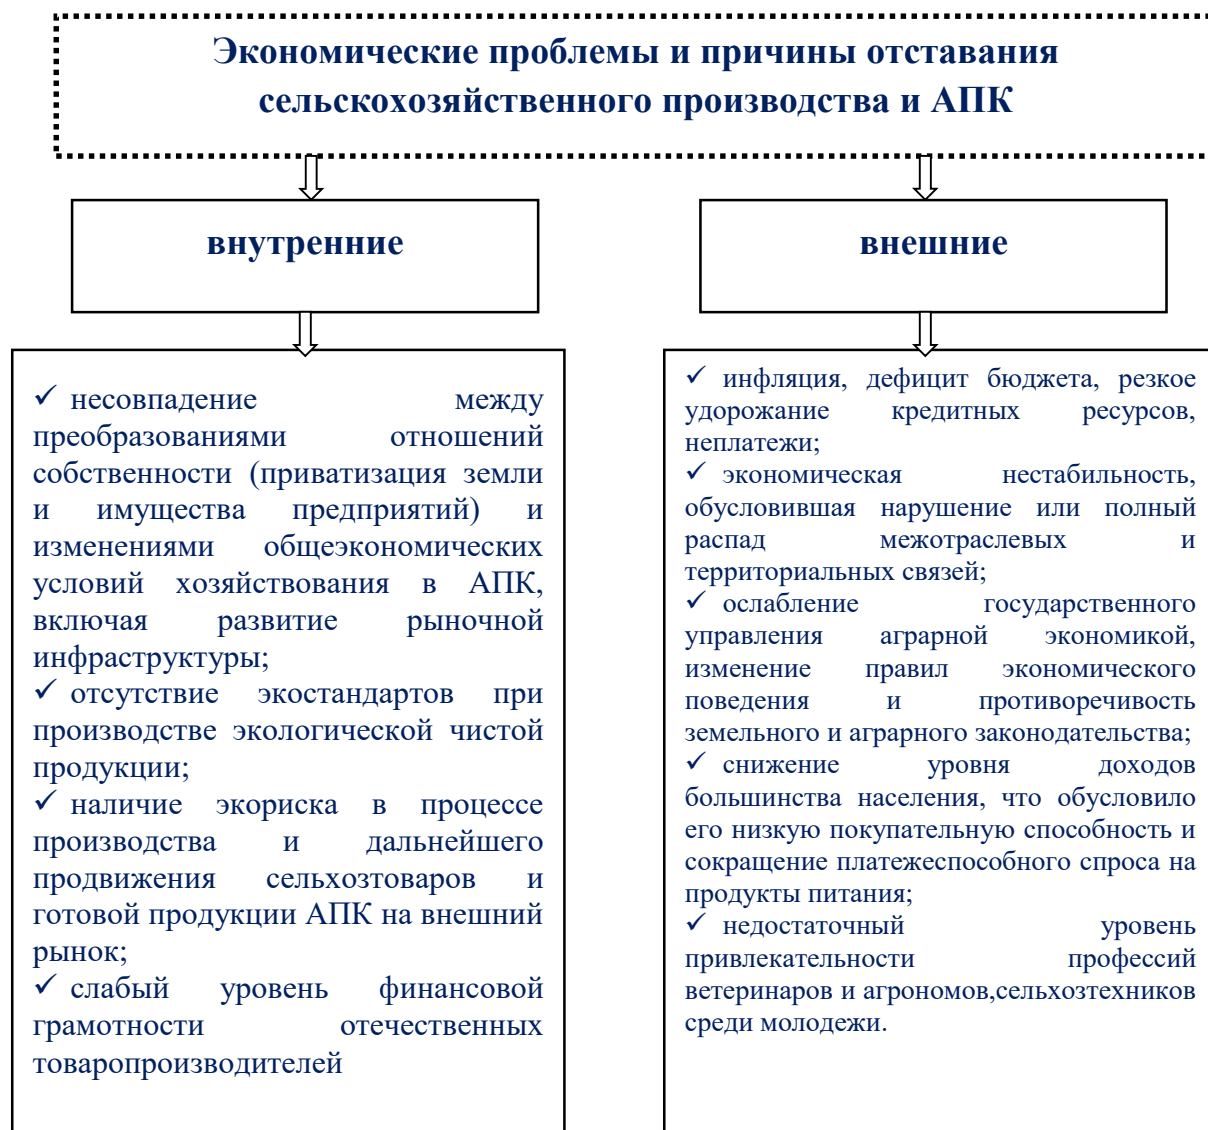 Экономические проблемы и причины отставания
сельскохозяйственного производства и АПК
внутренние
✓ несовпадение между
преобразованиями отношений
собственности (приватизация земли
и имущества предприятий) и
изменениями общеэкономических
условий хозяйствования в АПК,
включая развитие рыночной
инфраструктуры;
✓ отсутствие экостандартов при
производстве экологической чистой
продукции;
✓ наличие экориска в процессе
производства и дальнейшего
продвижения сельхозтоваров и
готовой продукции АПК на внешний
рынок;
✓ слабый уровень финансовой
грамотности отечественных
товаропроизводителей
внешние
✓ инфляция, дефицит бюджета, резкое
удорожание кредитных ресурсов,
неплатежи;
✓ экономическая нестабильность,
обусловившая нарушение или полный
распад межотраслевых и
территориальных связей;
✓ ослабление государственного
управления аграрной экономикой,
изменение правил экономического
поведения и противоречивость
земельного и аграрного законодательства;
✓ снижение уровня доходов
большинства населения, что обусловило
его низкую покупательную способность и
сокращение платежеспособного спроса на
продукты питания;
✓ недостаточный уровень
привлекательности профессий
ветеринаров и агрономов,сельхозтехников
среди молодежи.